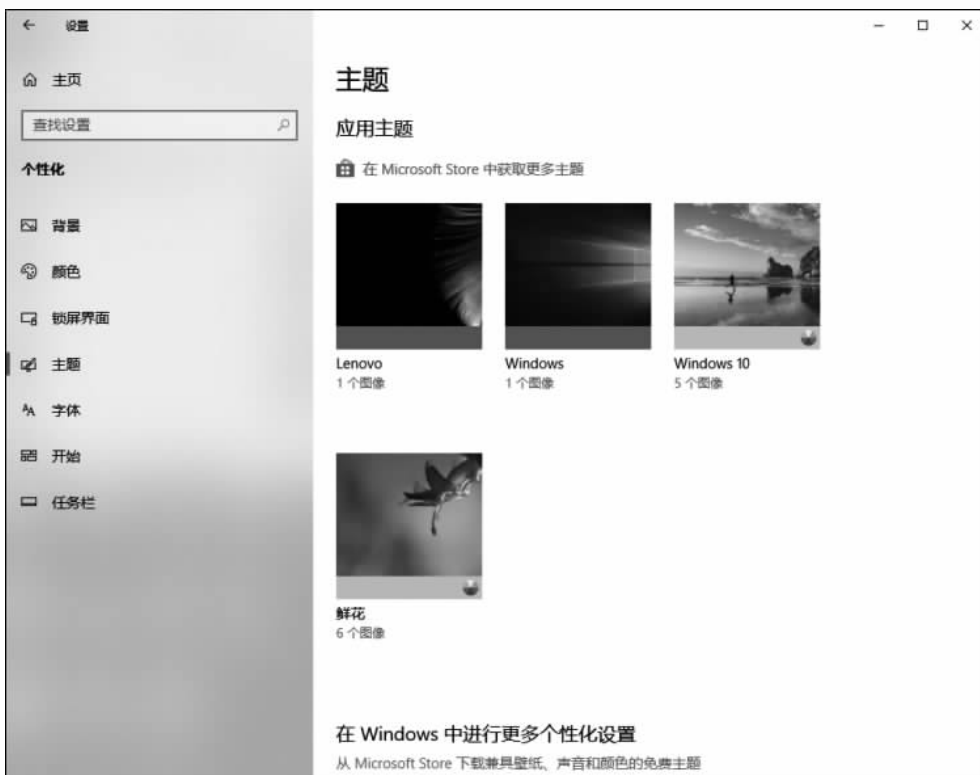 设置
主页
查找设置
个性化
背景
颜色
锁屏界面
主题
字体
开始
任务栏
主题
应用主题
在 Microsoft Store 中获取更多主题
Lenovo
1 个图像
Windows
1 个图像
Windows 10
5 个图像
鲜花
6 个图像
在 Windows 中进行更多个性化设置
从 Microsoft Store 下载兼具壁纸、声音和颜色的免费主题